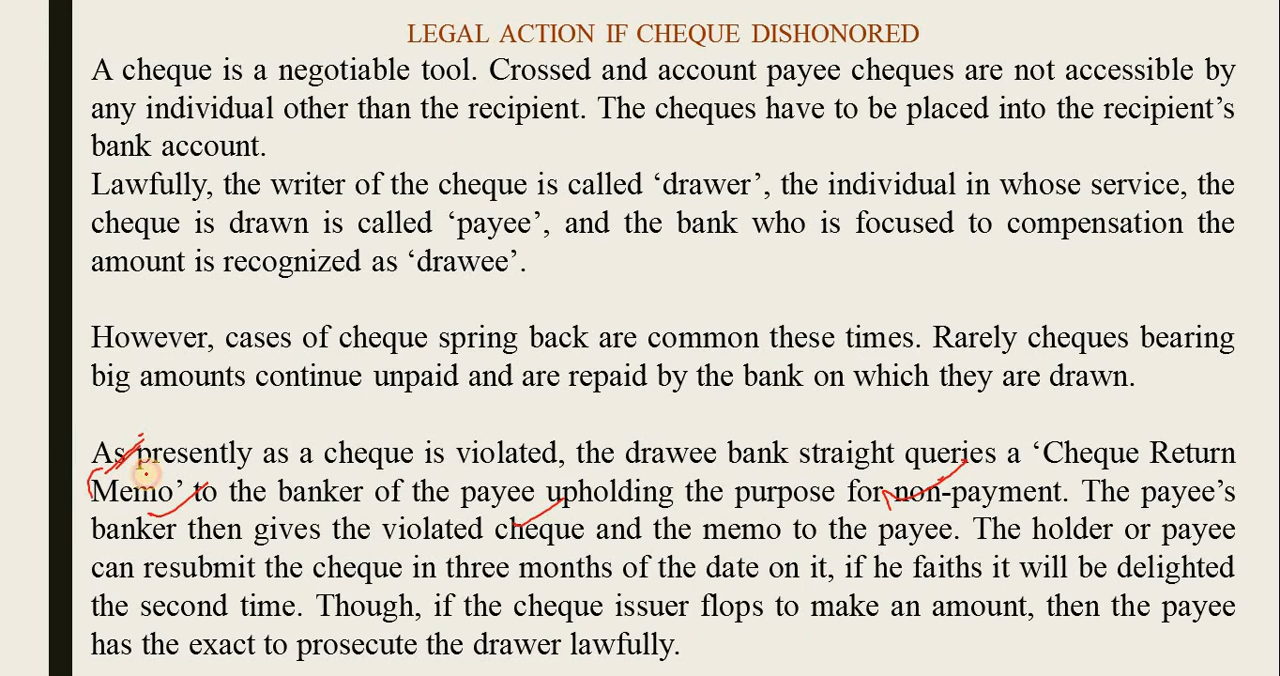 LEGAL ACTION IF CHEQUE DISHONORED
A cheque is a negotiable tool. Crossed and account payee cheques are not accessible by
any individual other than the recipient. The cheques have to be placed into the recipient’s
bank account.
Lawfully, the writer of the cheque is called ‘drawer’, the individual in whose service, the
cheque is drawn is called ‘payee’, and the bank who is focused to compensation the
amount is recognized as ‘drawee’.
However, cases of cheque spring back are common these times. Rarely cheques bearing
big amounts continue unpaid and are repaid by the bank on which they are drawn.
As presently as a cheque is violated, the drawee bank straight queries a ‘Cheque Return
Memo’ to the banker of the payee upholding the purpose for non-payment. The payee’s
banker then gives the violated cheque and the memo to the payee. The holder or payee
can resubmit the cheque in three months of the date on it, if he faiths it will be delighted
the second time. Though, if the cheque issuer flops to make an amount, then the payee
has the exact to prosecute the drawer lawfully.